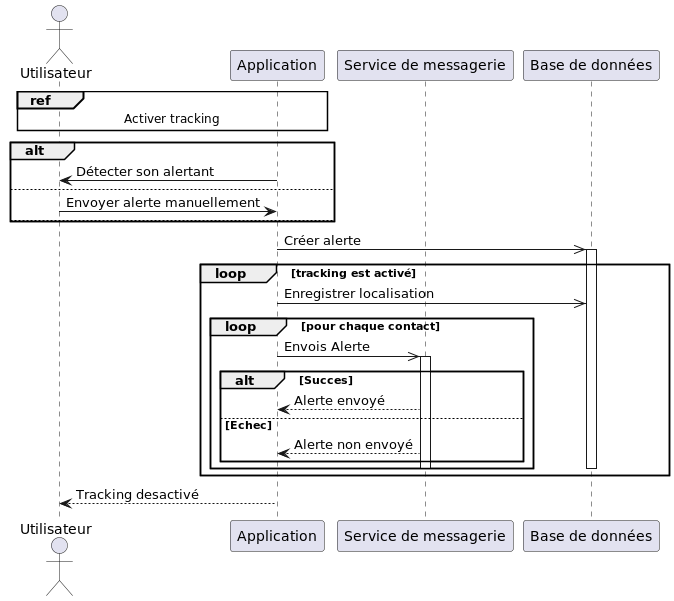 Utilisateur
Application
Service de messagerie
Base de données
ref
Activer tracking
alt
Détecter son alertant
Envoyer alerte manuellement
Créer alerte
loop [tracking est activé]
Enregistrer localisation
loop [pour chaque contact]
Envois Alerte
alt [Succes]
Alerte envoyé
[Echec]
Alerte non envoyé
Tracking desactivé
Utilisateur
Application
Service de messagerie
Base de données